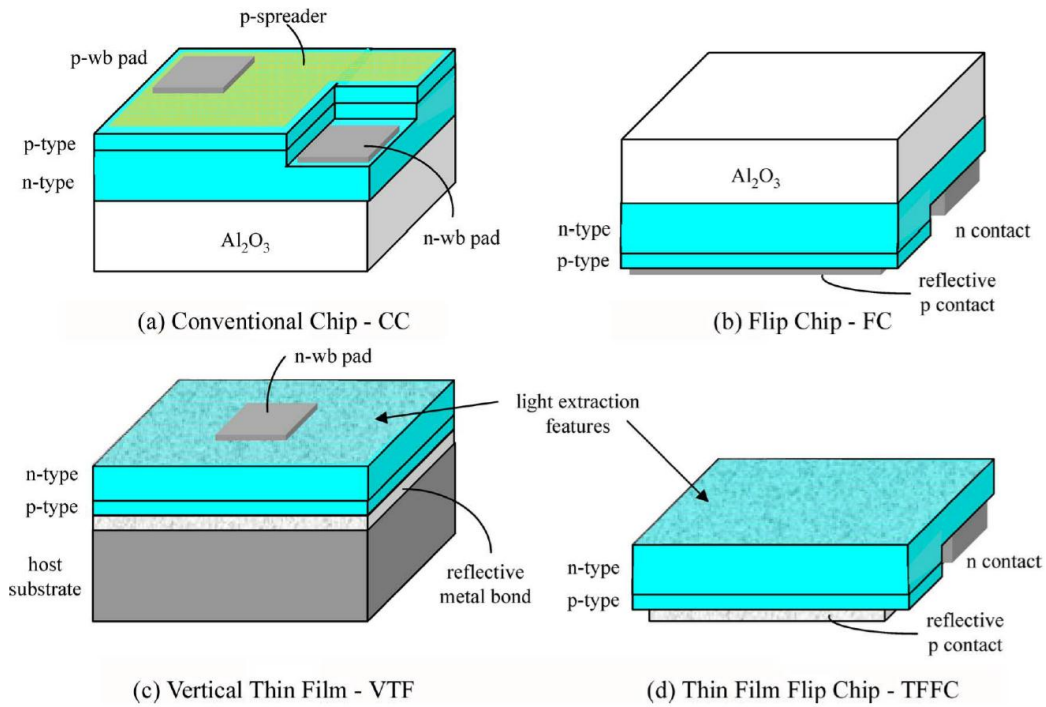 p-spreader
p-wb pad
p-type
n-type
Al₂O₃
n-wb pad
(a) Conventional Chip - CC
Al₂O₃
n-type
p-type
n contact
reflective
p contact
(b) Flip Chip - FC
n-wb pad
n-type
p-type
host
substrate
reflective
metal bond
(c) Vertical Thin Film - VTF
light extraction
features
n-type
p-type
n contact
reflective
p contact
(d) Thin Film Flip Chip - TFFC